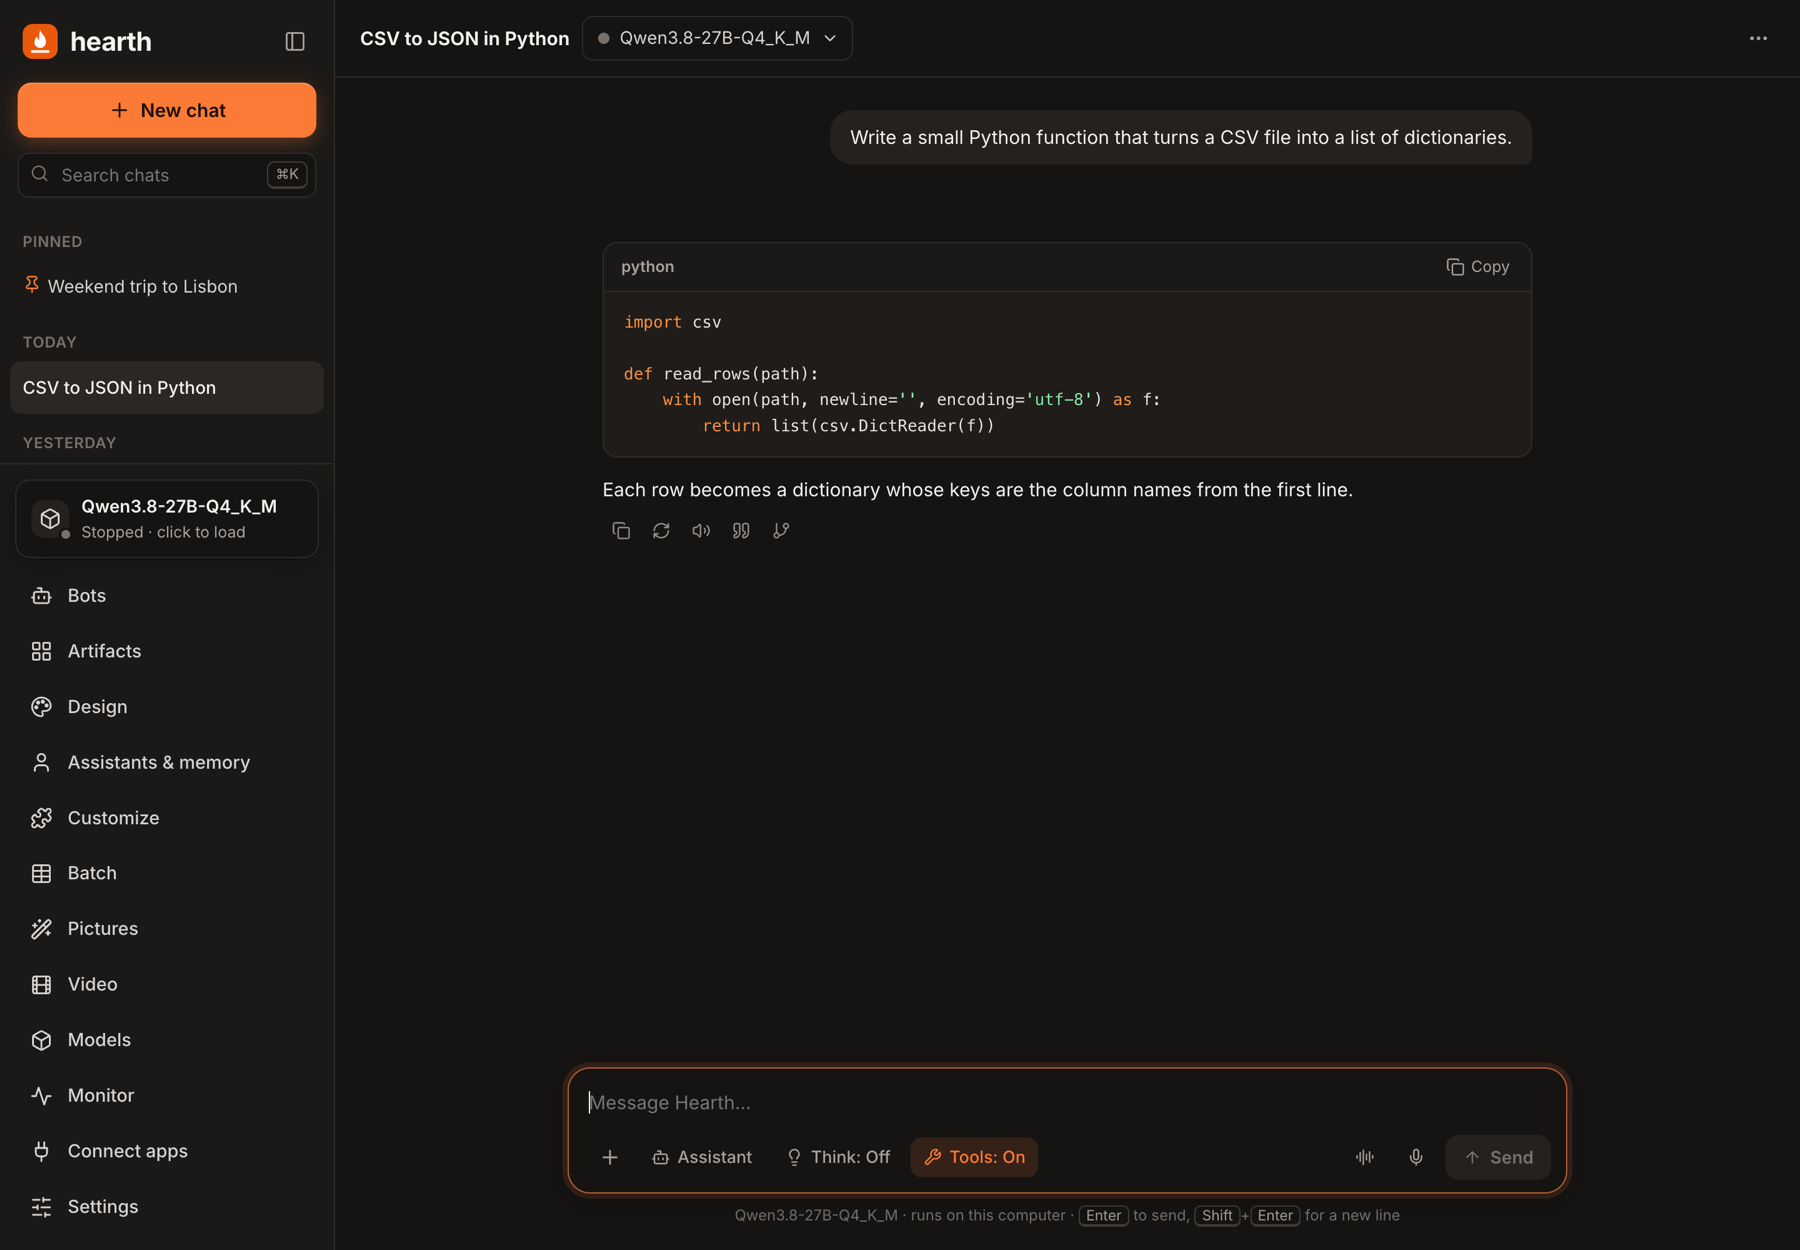 hearth
New chat
Search chats ⌘K
PINNED
Weekend trip to Lisbon
TODAY
CSV to JSON in Python
YESTERDAY
Qwen3.8-27B-Q4_K_M
Stopped · click to load
Bots
Artifacts
Design
Assistants & memory
Customize
Batch
Pictures
Video
Models
Monitor
Connect apps
Settings
CSV to JSON in Python Qwen3.8-27B-Q4_K_M
Write a small Python function that turns a CSV file into a list of dictionaries.
python Copy
import csv

def read_rows(path):
    with open(path, newline='', encoding='utf-8') as f:
        return list(csv.DictReader(f))
Each row becomes a dictionary whose keys are the column names from the first line.
Message Hearth...
Assistant Think: Off Tools: On Send
Qwen3.8-27B-Q4_K_M · runs on this computer · Enter to send, Shift+Enter for a new line